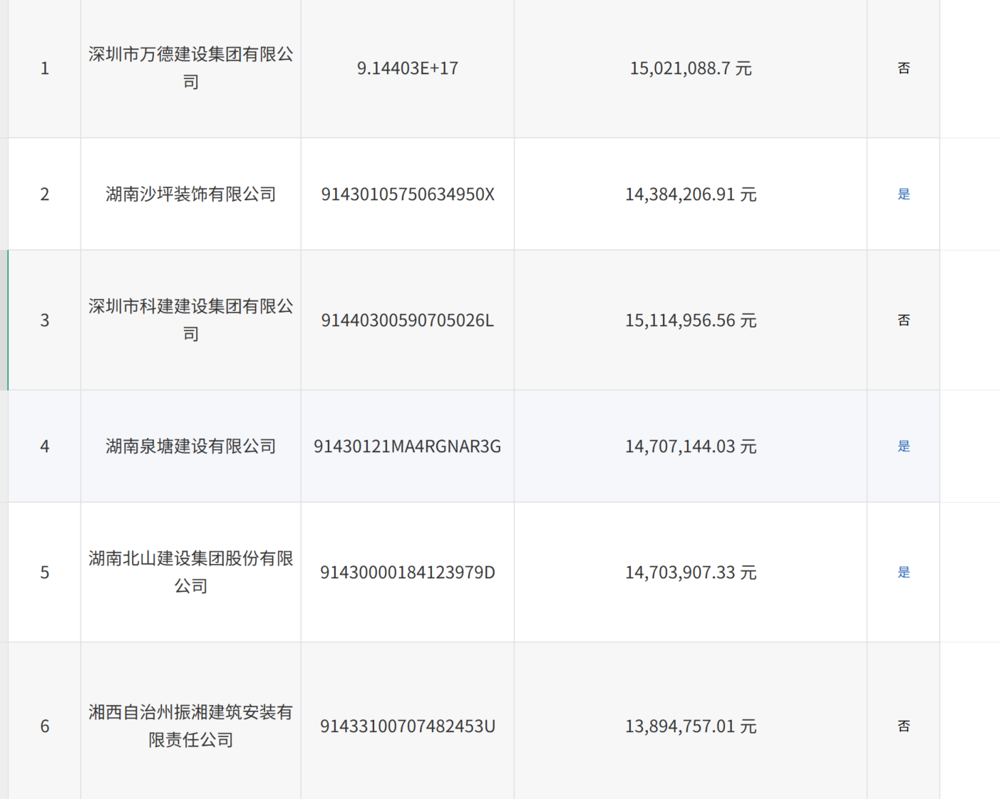 1
深圳市万德建设集团有限公
司
9.14403E+17
15,021,088.7 元
否
2
湖南沙坪装饰有限公司
91430105750634950X
14,384,206.91 元
是
3
深圳市科建建设集团有限公
司
91440300590705026L
15,114,956.56 元
否
4
湖南泉塘建设有限公司
91430121MA4RGNAR3G
14,707,144.03 元
是
5
湖南北山建设集团股份有限
公司
91430000184123979D
14,703,907.33 元
是
6
湘西自治州振湘建筑安装有
限责任公司
91433100707482453U
13,894,757.01 元
否